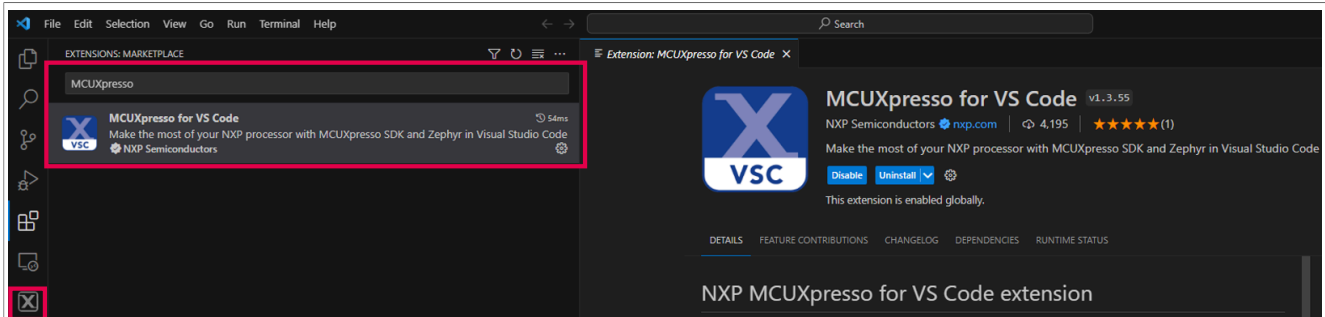 File Edit Selection View Go Run Terminal Help
Search
EXTENSIONS: MARKETPLACE
MCUXpresso
MCUXpresso for VS Code
54ms
Make the most of your NXP processor with MCUXpresso SDK and Zephyr in Visual Studio Code
NXP Semiconductors
X
VSC
Extension: MCUXpresso for VS Code
X
VSC
MCUXpresso for VS Code v1.3.55
NXP Semiconductors nxp.com 4,195 (1)
Make the most of your NXP processor with MCUXpresso SDK and Zephyr in Visual Studio Code
Disable Uninstall
This extension is enabled globally.
DETAILS FEATURE CONTRIBUTIONS CHANGELOG DEPENDENCIES RUNTIME STATUS
NXP MCUXpresso for VS Code extension
X